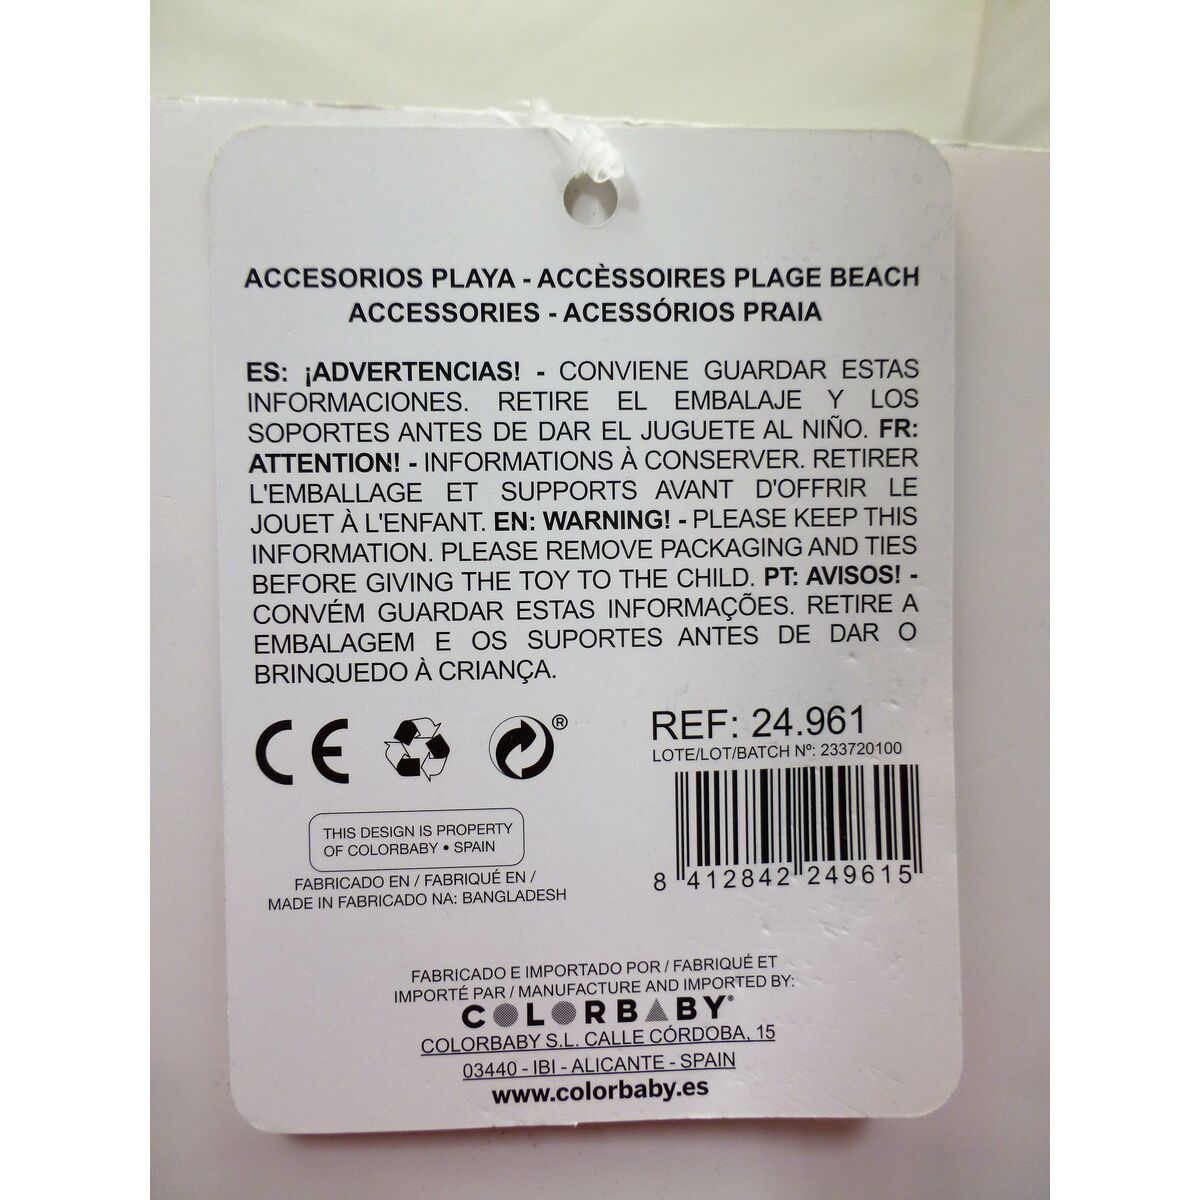 ACCESORIOS PLAYA - ACCÈSSOIRES PLAGE BEACH
ACCESSORIES - ACESSÓRIOS PRAIA
ES: ¡ADVERTENCIAS! - CONVIENE GUARDAR ESTAS
INFORMACIONES. RETIRE EL EMBALAJE Y LOS
SOPORTES ANTES DE DAR EL JUGUETE AL NIÑO. FR:
ATTENTION! - INFORMATIONS À CONSERVER. RETIRER
L'EMBALLAGE ET SUPPORTS AVANT D'OFFRIR LE
JOUET À L'ENFANT. EN: WARNING! - PLEASE KEEP THIS
INFORMATION. PLEASE REMOVE PACKAGING AND TIES
BEFORE GIVING THE TOY TO THE CHILD. PT: AVISOS! -
CONVÉM GUARDAR ESTAS INFORMAÇÕES. RETIRE A
EMBALAGEM E OS SUPORTES ANTES DE DAR O
BRINQUEDO À CRIANÇA.
CE ®
REF: 24.961
LOTE/LOT/BATCH Nº: 233720100
8 412842 249615
THIS DESIGN IS PROPERTY
OF COLORBABY • SPAIN
FABRICADO EN / FABRIQUÉ EN /
MADE IN FABRICADO NA: BANGLADESH
FABRICADO E IMPORTADO POR / FABRIQUÉ ET
IMPORTÉ PAR / MANUFACTURE AND IMPORTED BY:
COLORBABY®
COLORBABY S.L. CALLE CÓRDOBA, 15
03440 - IBI - ALICANTE - SPAIN
www.colorbaby.es